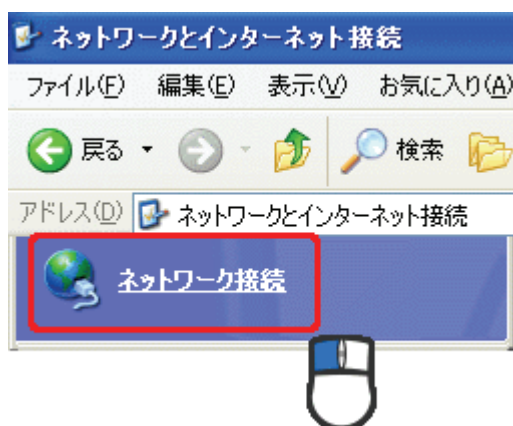 ネットワークとインターネット接続
ファイル(F) 編集(E) 表示(V) お気に入り(A)
戻る 検索
アドレス(D) ネットワークとインターネット接続
ネットワーク接続